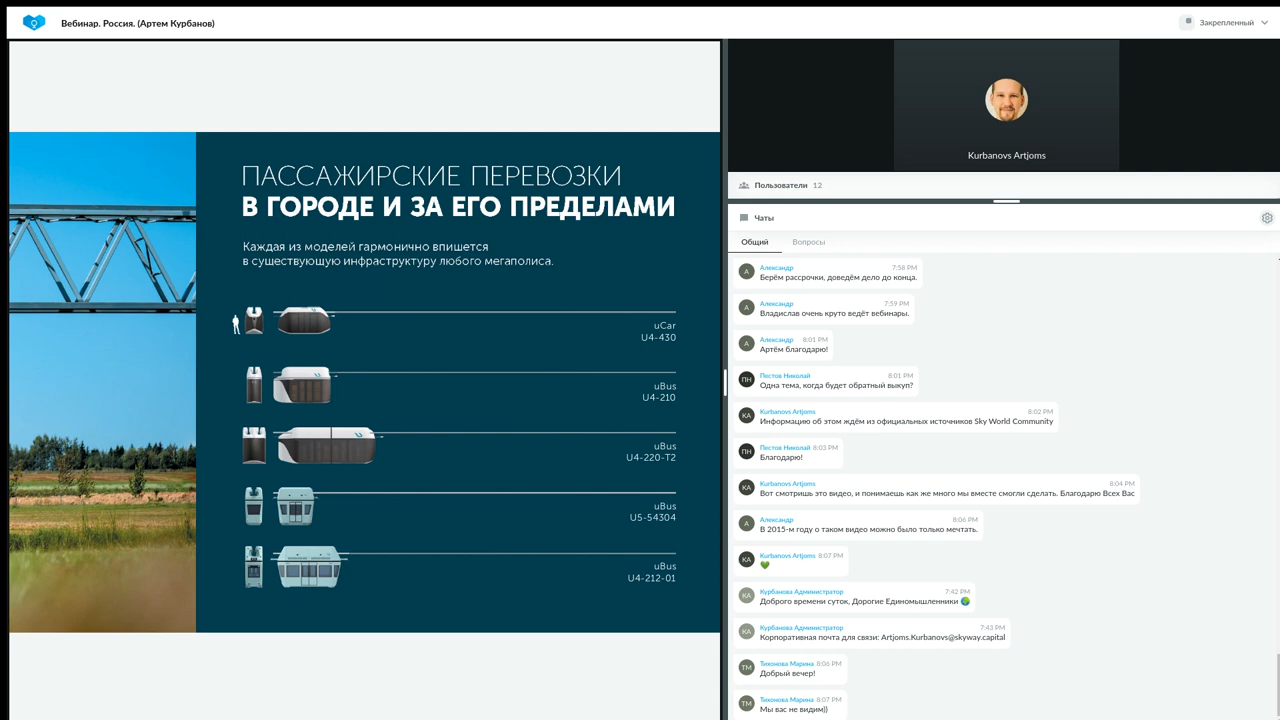 Вебинар. Россия. (Артем Курбанов)
Закрепленный
ПАССАЖИРСКИЕ ПЕРЕВОЗКИ
В ГОРОДЕ И ЗА ЕГО ПРЕДЕЛАМИ
Каждая из моделей гармонично впишется
в существующую инфраструктуру любого мегаполиса.
uCar
U4-430
uBus
U4-210
uBus
U4-220-T2
uBus
U5-54304
uBus
U4-212-01
Kurbanovs Artjoms
Пользователи 12
Чаты
Общий Вопросы
А Александр 7:58 PM
Берём рассрочки, доведём дело до конца.
А Александр 7:59 PM
Владислав очень круто ведёт вебинары.
А Александр 8:01 PM
Артём благодарю!
ПН Пестов Николай 8:01 PM
Одна тема, когда будет обратный выкуп?
KA Kurbanovs Artjoms 8:02 PM
Информацию об этом ждём из официальных источников Sky World Community
ПН Пестов Николай 8:03 PM
Благодарю!
KA Kurbanovs Artjoms 8:04 PM
Вот смотришь это видео, и понимаешь как же много мы вместе смогли сделать. Благодарю Всех Вас
А Александр 8:06 PM
В 2015-м году о таком видео можно было только мечтать.
KA Kurbanovs Artjoms 8:07 PM
💚
КА Курбанова Администратор 7:42 PM
Доброго времени суток, Дорогие Единомышленники 🌍
КА Курбанова Администратор 7:43 PM
Корпоративная почта для связи: Artjoms.Kurbanovs@skyway.capital
ТМ Тихонова Марина 8:06 PM
Добрый вечер!
ТМ Тихонова Марина 8:07 PM
Мы вас не видим))